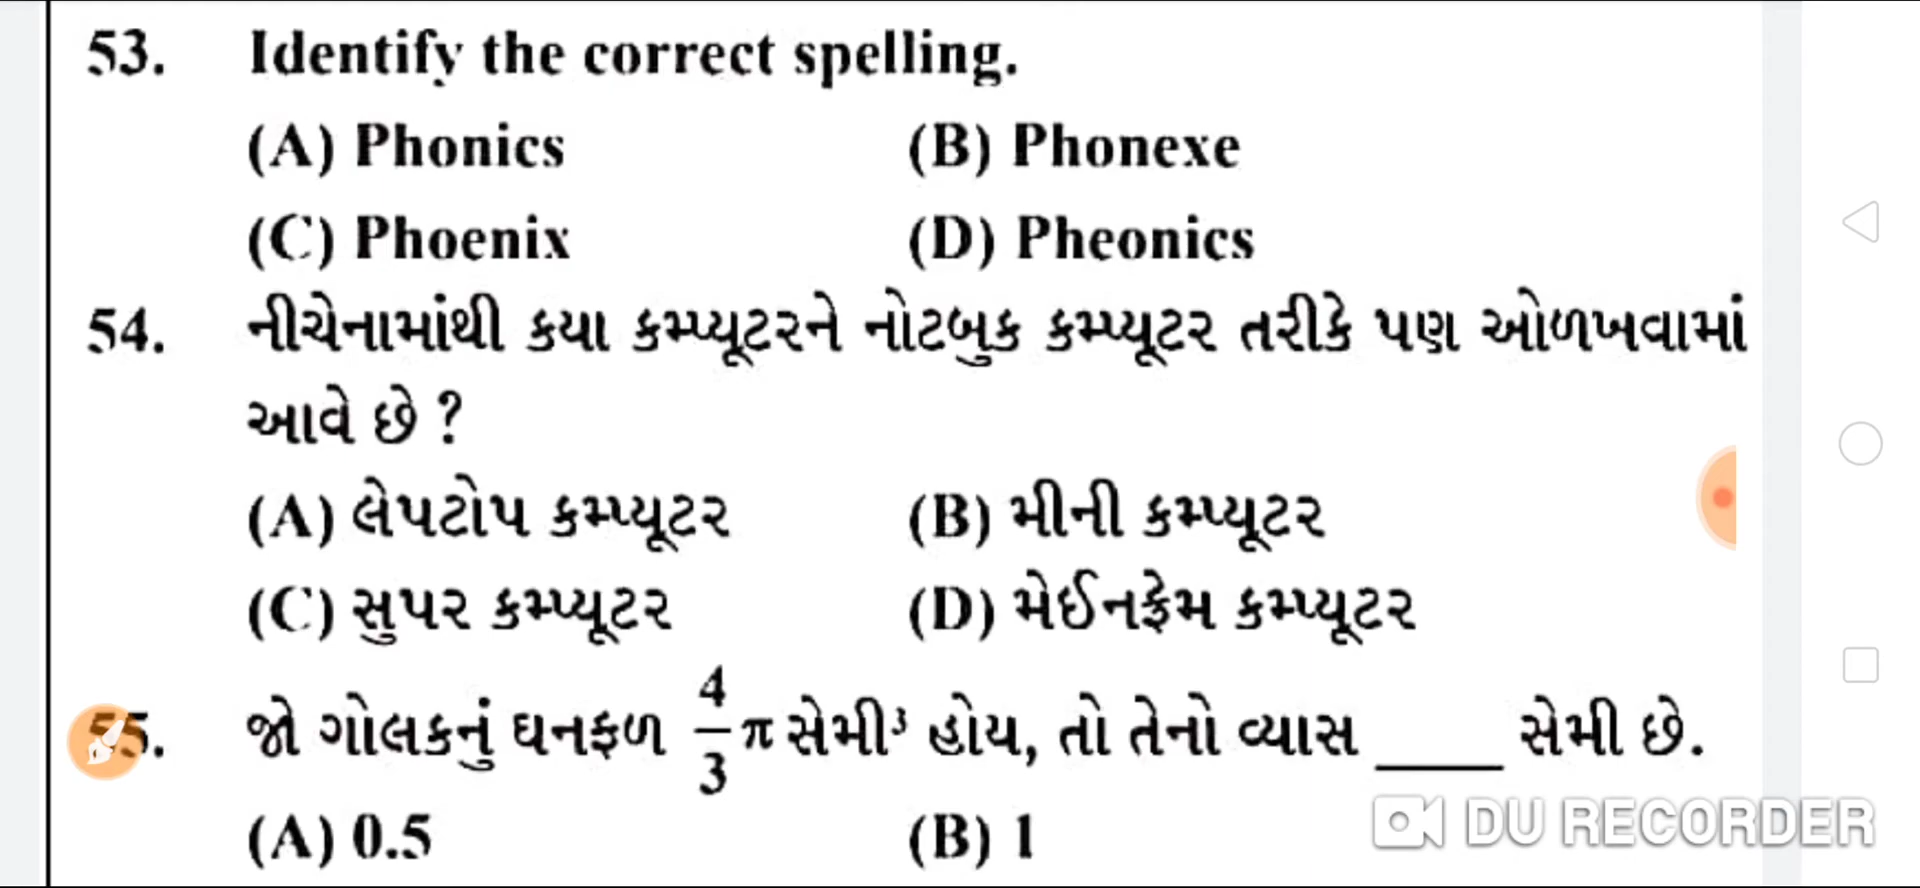 53. Identify the correct spelling.
(A) Phonics (B) Phonexe
(C) Phoenix (D) Pheonics
54. નીચેનામાંથી કયા કમ્પ્યૂટરને નોટબુક કમ્પ્યૂટર તરીકે પણ ઓળખવામાં
આવે છે ?
(A) લેપટોપ કમ્પ્યૂટર (B) મીની કમ્પ્યૂટર
(C) સુપર કમ્પ્યૂટર (D) મેઈનફ્રેમ કમ્પ્યૂટર
55. જો ગોલકનું ઘનફળ 4/3 π સેમી³ હોય, તો તેનો વ્યાસ ____ સેમી છે.
(A) 0.5 (B) 1
DU RECORDER